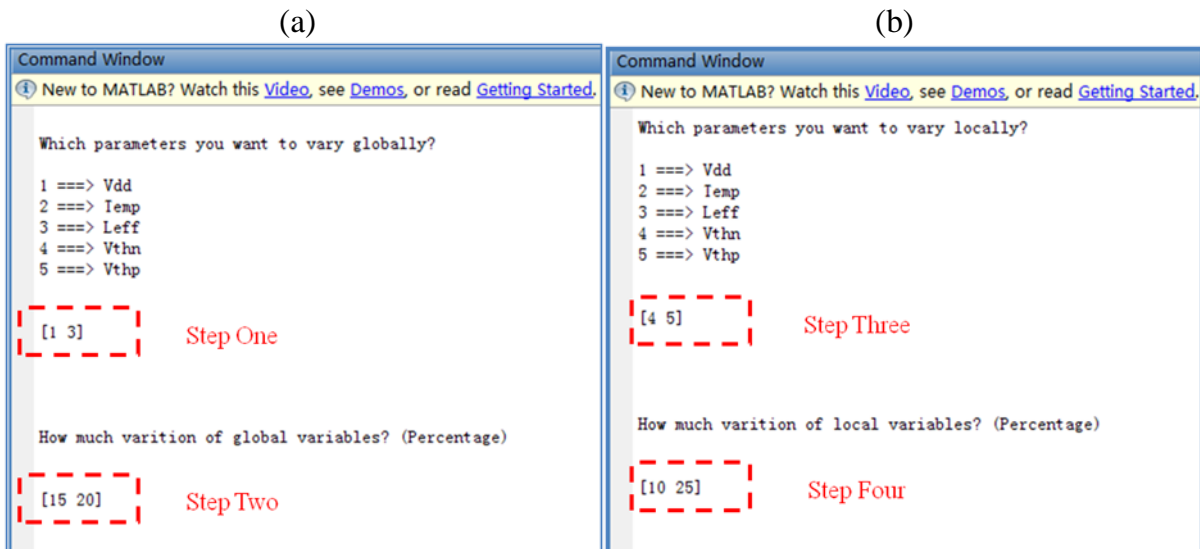 (a)
Command Window
New to MATLAB? Watch this Video, see Demos, or read Getting Started.
Which parameters you want to vary globally?
1 ===> Vdd
2 ===> Temp
3 ===> Leff
4 ===> Vthn
5 ===> Vthp
[1 3]
Step One
How much varition of global variables? (Percentage)
[15 20]
Step Two
(b)
Command Window
New to MATLAB? Watch this Video, see Demos, or read Getting Started.
Which parameters you want to vary locally?
1 ===> Vdd
2 ===> Temp
3 ===> Leff
4 ===> Vthn
5 ===> Vthp
[4 5]
Step Three
How much varition of local variables? (Percentage)
[10 25]
Step Four